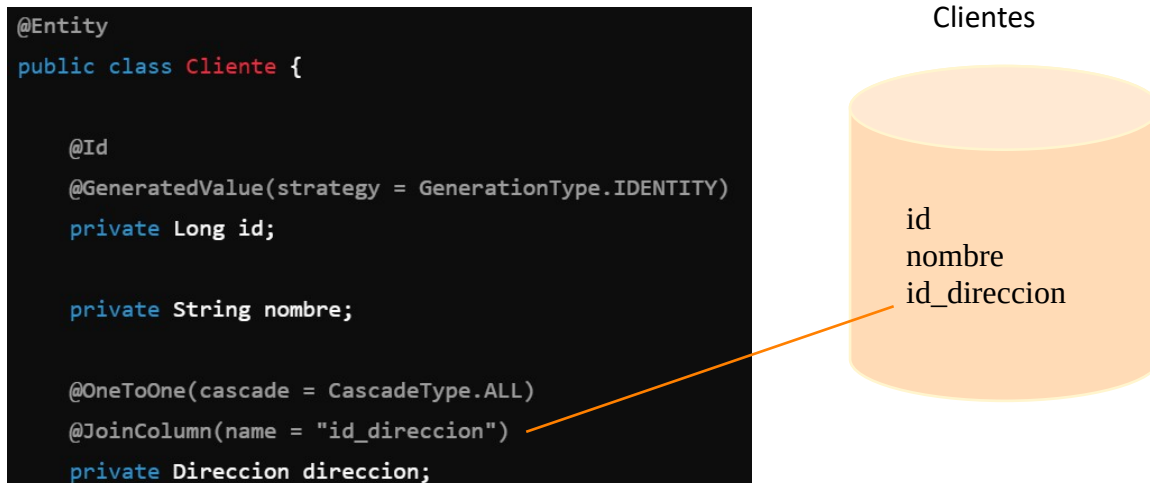 @Entity
public class Cliente {
@Id
@GeneratedValue(strategy = GenerationType.IDENTITY)
private Long id;
private String nombre;
@OneToOne(cascade = CascadeType.ALL)
@JoinColumn(name = "id_direccion")
private Direccion direccion;
Clientes
id
nombre
id_direccion